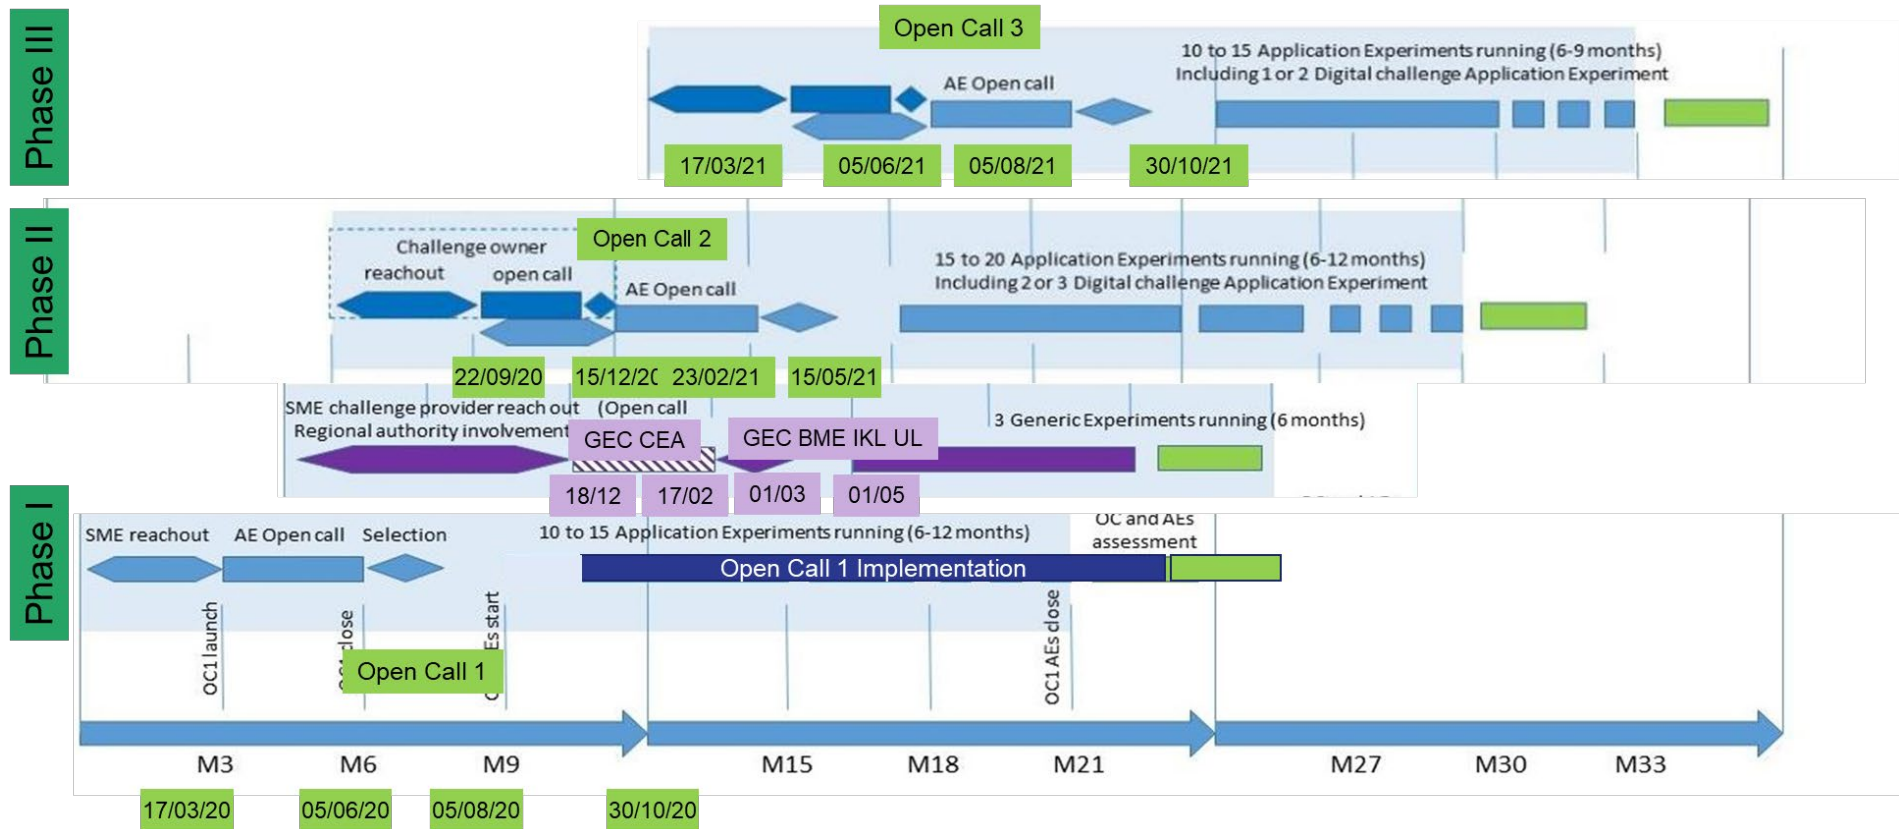 Phase III
Open Call 3
10 to 15 Application Experiments running (6-9 months)
Including 1 or 2 Digital challenge Application Experiment
AE Open call
17/03/21
05/06/21
05/08/21
30/10/21
Phase II
Challenge owner
reachout
open call
Open Call 2
AE Open call
15 to 20 Application Experiments running (6-12 months)
Including 2 or 3 Digital challenge Application Experiment
22/09/20
15/12/20
23/02/21
15/05/21
SME challenge provider reach out
Regional authority involvement
(Open call
GEC CEA
GEC BME IKL UL
3 Generic Experiments running (6 months)
18/12
17/02
01/03
01/05
Phase I
SME reachout
AE Open call
Selection
10 to 15 Application Experiments running (6-12 months)
OC and AEs
assessment
Open Call 1 Implementation
OC1 launch
close
Es start
OC1 AEs close
Open Call 1
M3
M6
M9
M15
M18
M21
M27
M30
M33
17/03/20
05/06/20
05/08/20
30/10/20